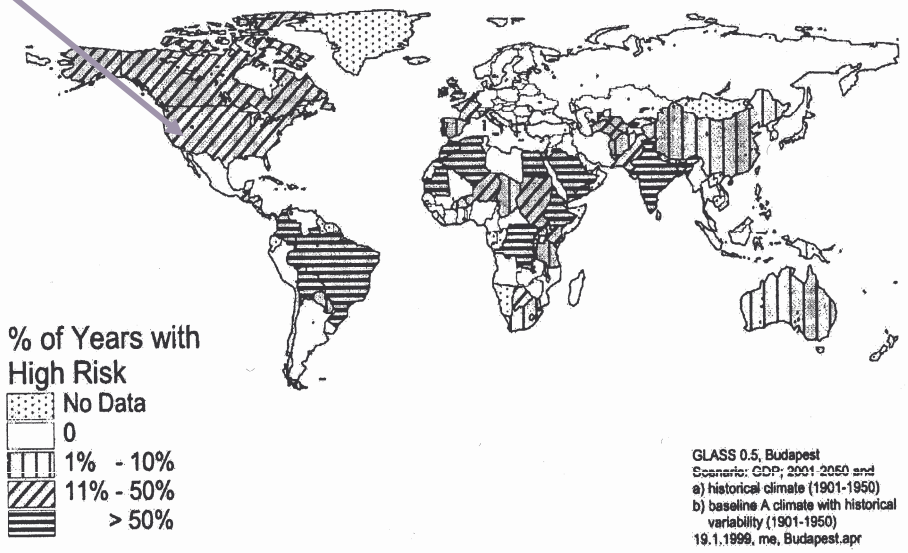 % of Years with
High Risk
No Data
0
1% - 10%
11% - 50%
> 50%
GLASS 0.5, Budapest
Scenario: GDP; 2001-2050 and
a) historical climate (1901-1950)
b) baseline A climate with historical
variability (1901-1950)
19.1.1999, me, Budapest.apr